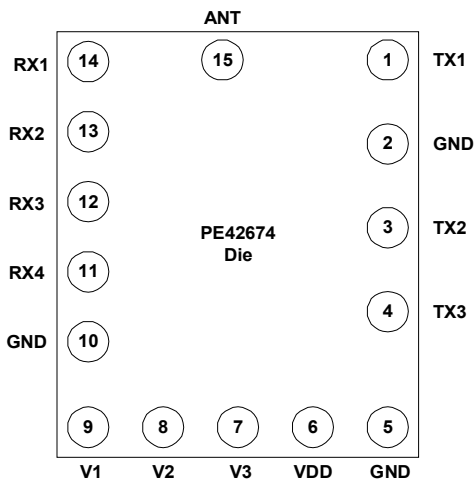 ANT
RX1 14 15 1 TX1
RX2 13 2 GND
RX3 12 3 TX2
PE42674
Die
RX4 11 4 TX3
GND 10
9 8 7 6 5
V1 V2 V3 VDD GND